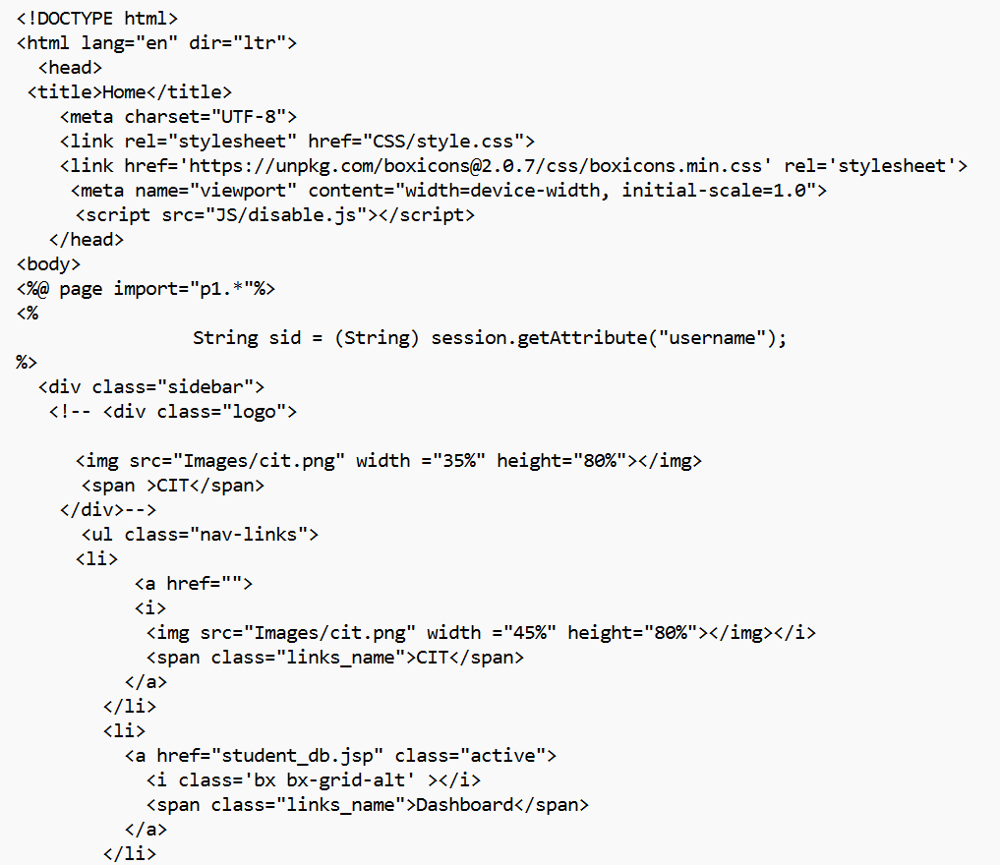 <!DOCTYPE html>
<html lang="en" dir="ltr">
  <head>
 <title>Home</title>
    <meta charset="UTF-8">
    <link rel="stylesheet" href="CSS/style.css">
    <link href='https://unpkg.com/boxicons@2.0.7/css/boxicons.min.css' rel='stylesheet'>
     <meta name="viewport" content="width=device-width, initial-scale=1.0">
     <script src="JS/disable.js"></script>
   </head>
<body>
<%@ page import="p1.*"%>
<%
                String sid = (String) session.getAttribute("username");
%>
  <div class="sidebar">
   <!-- <div class="logo">

     <img src="Images/cit.png" width ="35%" height="80%"></img>
      <span >CIT</span>
    </div>-->
      <ul class="nav-links">
     <li>
           <a href="">
           <i>
            <img src="Images/cit.png" width ="45%" height="80%"></img></i>
            <span class="links_name">CIT</span>
          </a>
        </li>
        <li>
          <a href="student_db.jsp" class="active">
            <i class='bx bx-grid-alt' ></i>
            <span class="links_name">Dashboard</span>
          </a>
        </li>